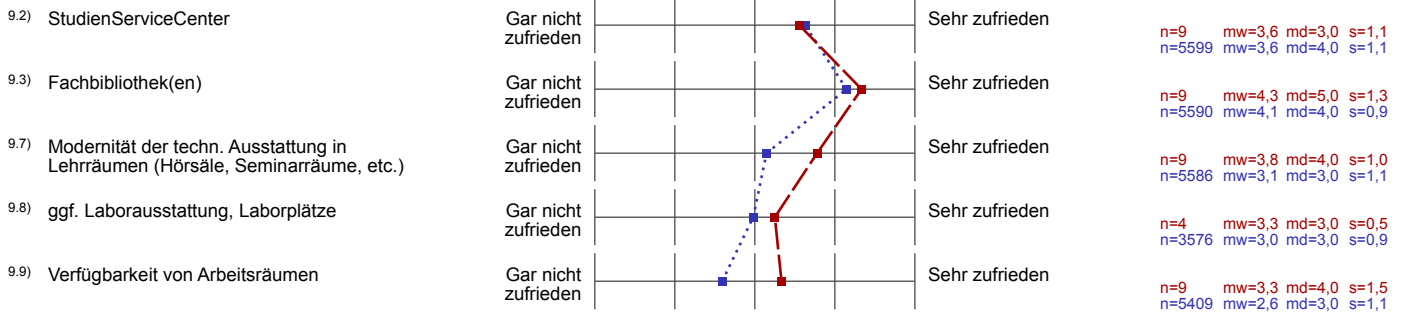 9.2) StudienServiceCenter
Gar nicht
zufrieden
Sehr zufrieden
n=9 mw=3,6 md=3,0 s=1,1
n=5599 mw=3,6 md=4,0 s=1,1
9.3) Fachbibliothek(en)
Gar nicht
zufrieden
Sehr zufrieden
n=9 mw=4,3 md=5,0 s=1,3
n=5590 mw=4,1 md=4,0 s=0,9
9.7) Modernität der techn. Ausstattung in
Lehrräumen (Hörsäle, Seminarräume, etc.)
Gar nicht
zufrieden
Sehr zufrieden
n=9 mw=3,8 md=4,0 s=1,0
n=5586 mw=3,1 md=3,0 s=1,1
9.8) ggf. Laborausstattung, Laborplätze
Gar nicht
zufrieden
Sehr zufrieden
n=4 mw=3,3 md=3,0 s=0,5
n=3576 mw=3,0 md=3,0 s=0,9
9.9) Verfügbarkeit von Arbeitsräumen
Gar nicht
zufrieden
Sehr zufrieden
n=9 mw=3,3 md=4,0 s=1,5
n=5409 mw=2,6 md=3,0 s=1,1